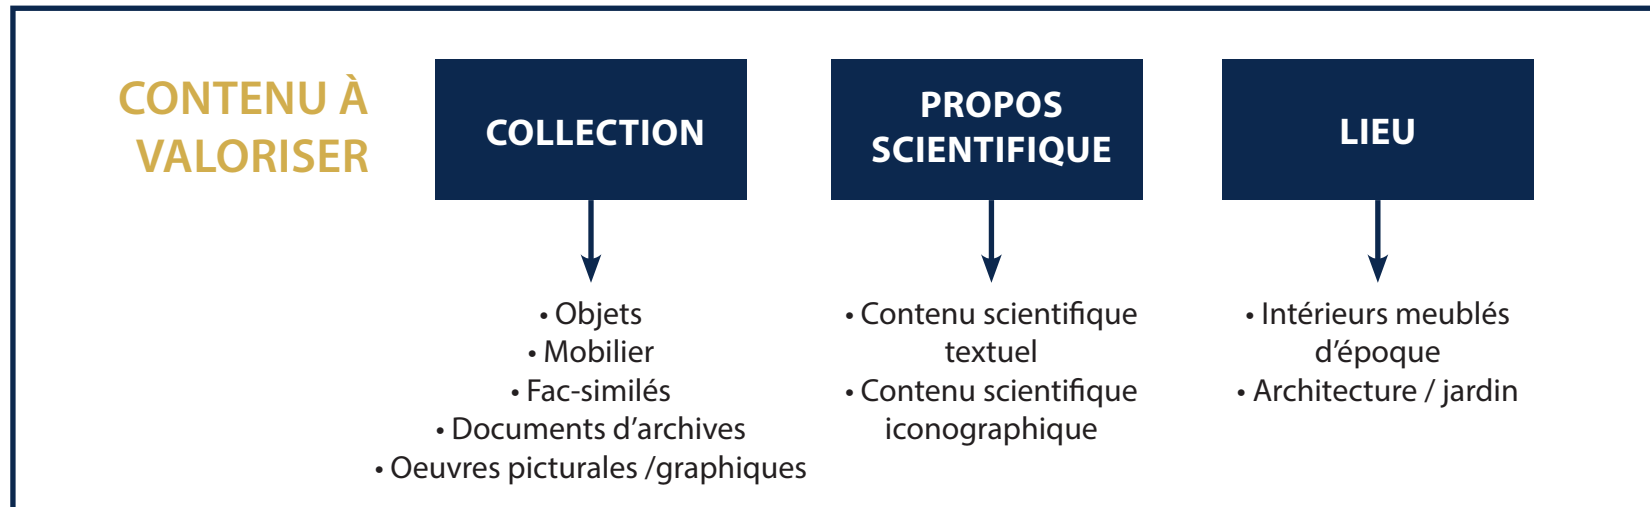 CONTENU À
VALORISER
COLLECTION
PROPOS
SCIENTIFIQUE
LIEU
• Objets
• Mobilier
• Fac-similés
• Documents d’archives
• Oeuvres picturales /graphiques
• Contenu scientifique
textuel
• Contenu scientifique
iconographique
• Intérieurs meublés
d’époque
• Architecture / jardin